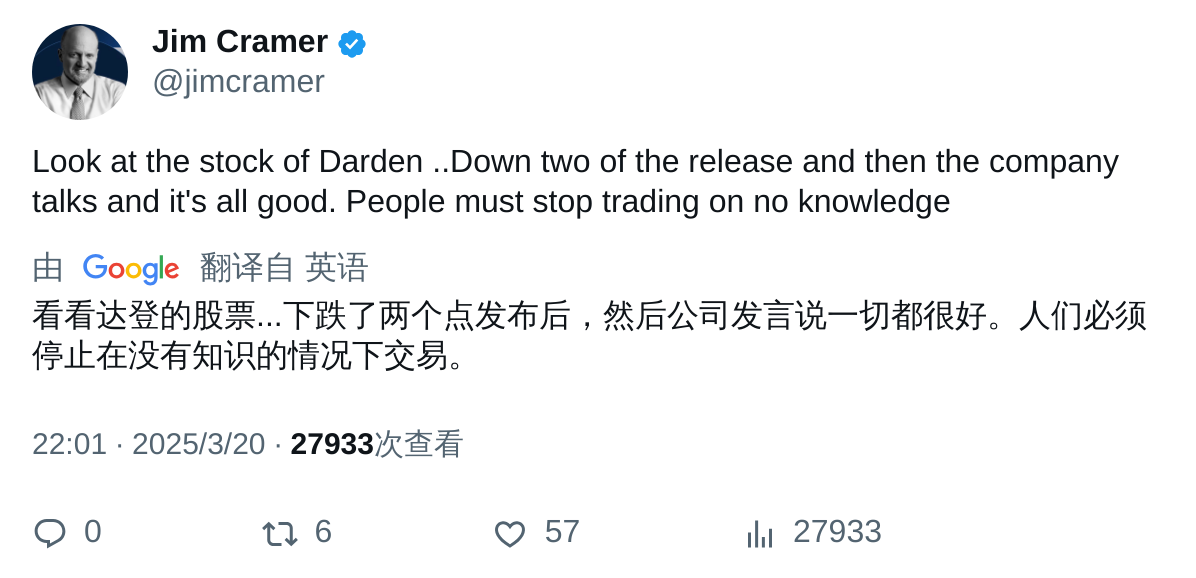 Jim Cramer
@jimcramer
Look at the stock of Darden ..Down two of the release and then the company
talks and it's all good. People must stop trading on no knowledge
由 Google 翻译自 英语
看看达登的股票...下跌了两个点发布后，然后公司发言说一切都很好。人们必须
停止在没有知识的情况下交易。
22:01 · 2025/3/20 · 27933次查看
0 6 57 27933